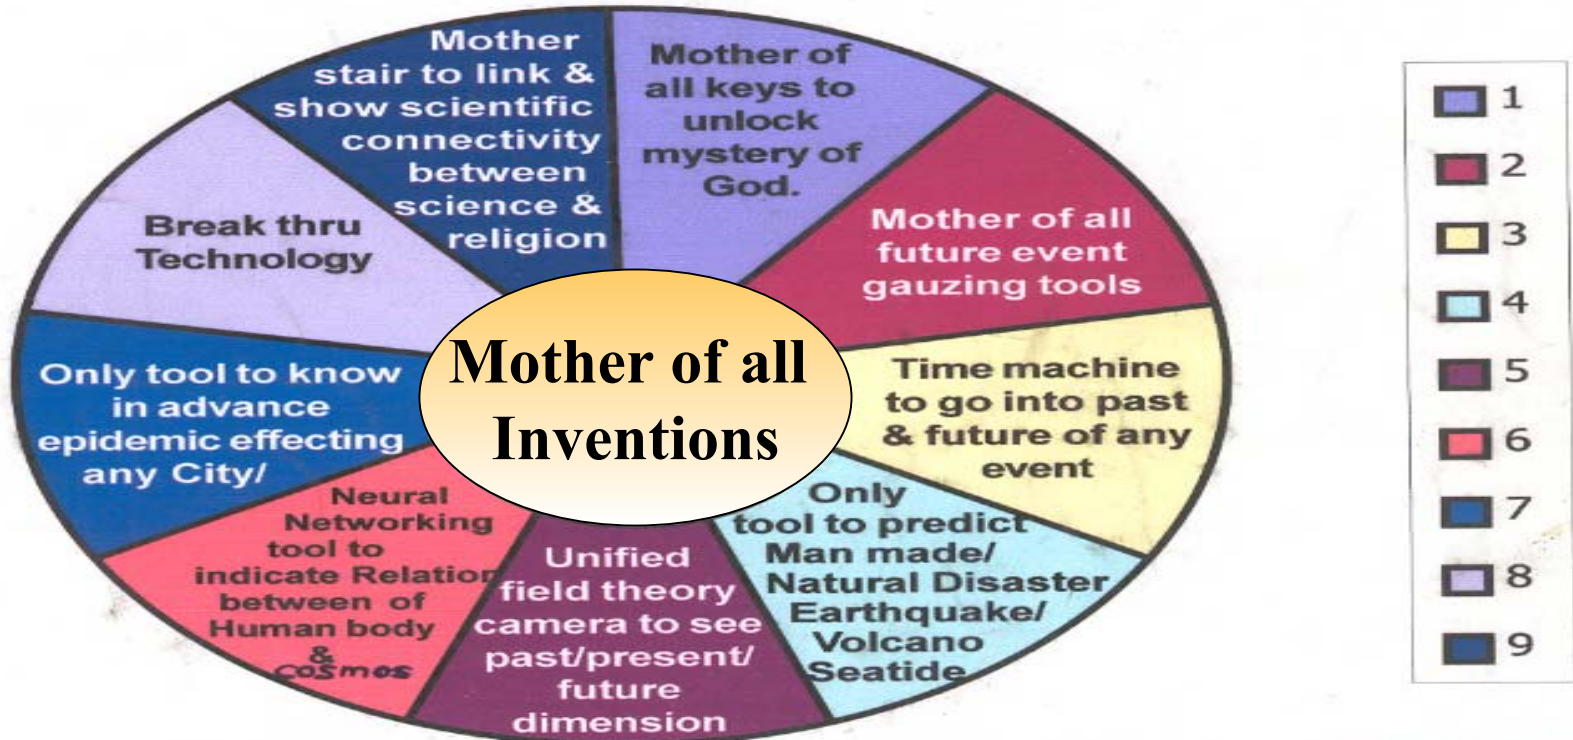 Mother of all
Inventions
Mother of
all keys to
unlock
mystery of
God.
Mother of all
future event
gauzing tools
Time machine
to go into past
& future of any
event
Only
tool to predict
Man made/
Natural Disaster
Earthquake/
Volcano
Seatide
Unified
field theory
camera to see
past/present/
future
dimension
Neural
Networking
tool to
indicate Relation
between of
Human body
&
cosmos
Only tool to know
in advance
epidemic effecting
any City/
Break thru
Technology
Mother
stair to link &
show scientific
connectivity
between
science &
religion
1
2
3
4
5
6
7
8
9